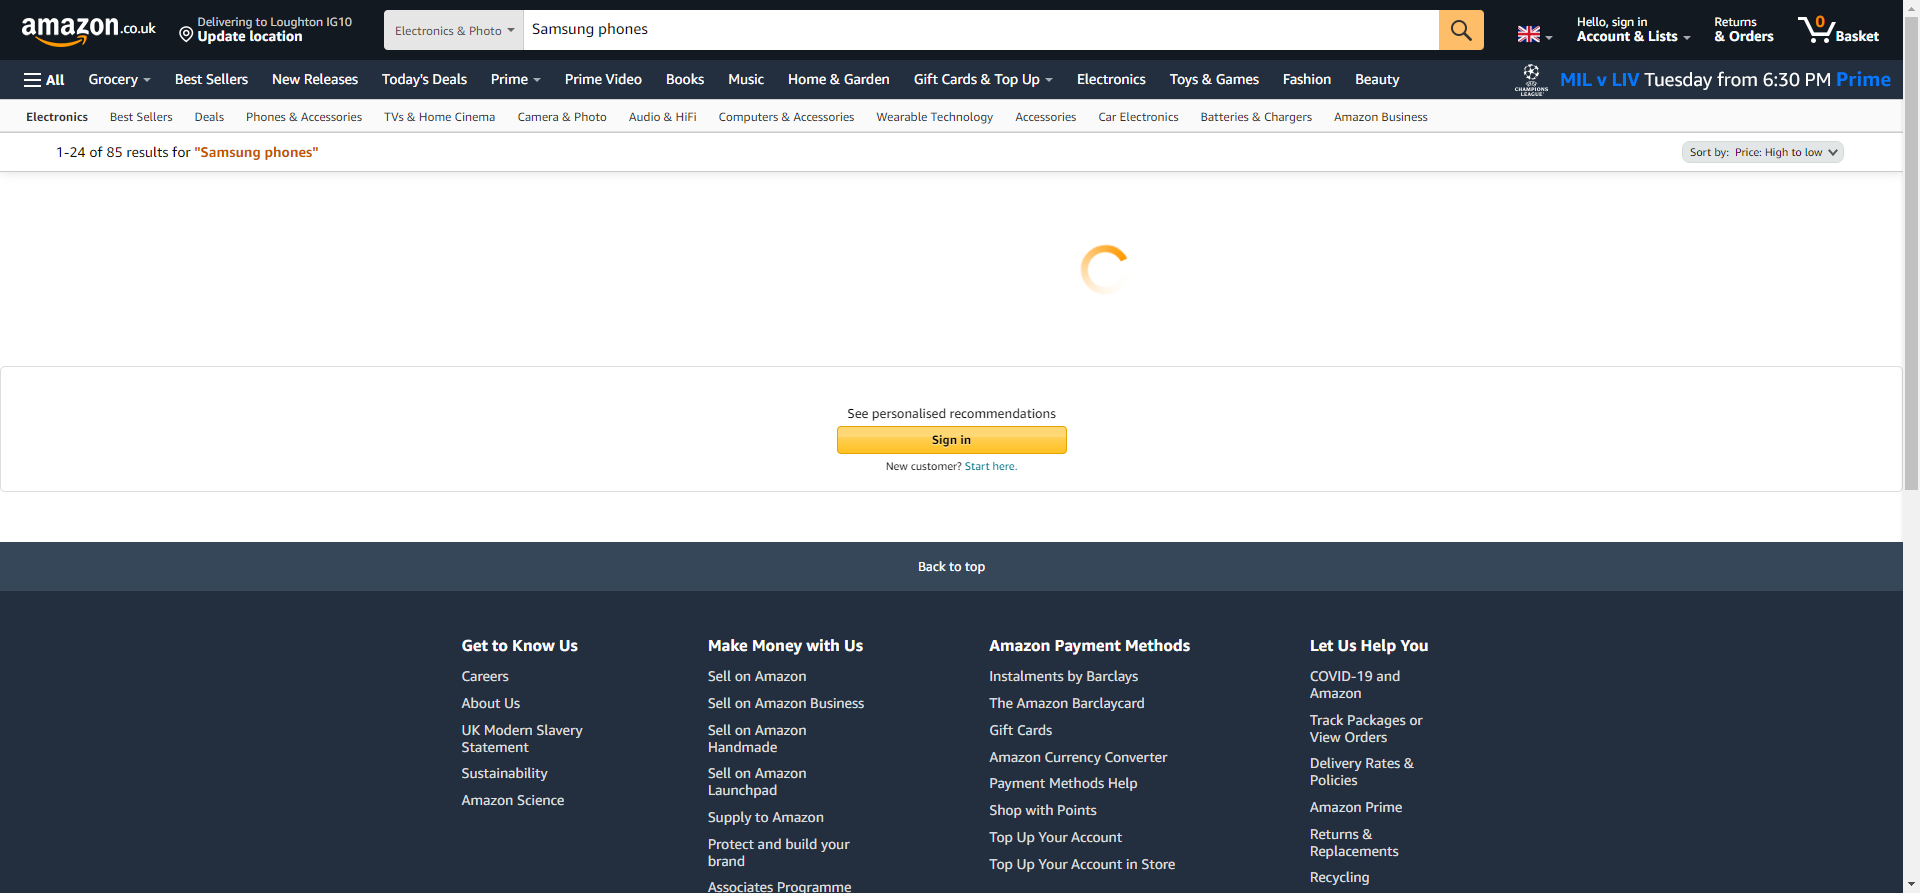 amazon.co.uk
Delivering to Loughton IG10
Update location
Electronics & Photo
Samsung phones
Hello, sign in
Account & Lists
Returns
& Orders
0
Basket
All
Grocery
Best Sellers
New Releases
Today's Deals
Prime
Prime Video
Books
Music
Home & Garden
Gift Cards & Top Up
Electronics
Toys & Games
Fashion
Beauty
CHAMPIONS
LEAGUE
MIL v LIV Tuesday from 6:30 PM Prime
Electronics
Best Sellers
Deals
Phones & Accessories
TVs & Home Cinema
Camera & Photo
Audio & HiFi
Computers & Accessories
Wearable Technology
Accessories
Car Electronics
Batteries & Chargers
Amazon Business
1-24 of 85 results for "Samsung phones"
Sort by: Price: High to low
See personalised recommendations
Sign in
New customer? Start here.
Back to top
Get to Know Us
Careers
About Us
UK Modern Slavery
Statement
Sustainability
Amazon Science
Make Money with Us
Sell on Amazon
Sell on Amazon Business
Sell on Amazon
Handmade
Sell on Amazon
Launchpad
Supply to Amazon
Protect and build your
brand
Associates Programme
Amazon Payment Methods
Instalments by Barclays
The Amazon Barclaycard
Gift Cards
Amazon Currency Converter
Payment Methods Help
Shop with Points
Top Up Your Account
Top Up Your Account in Store
Let Us Help You
COVID-19 and
Amazon
Track Packages or
View Orders
Delivery Rates &
Policies
Amazon Prime
Returns &
Replacements
Recycling